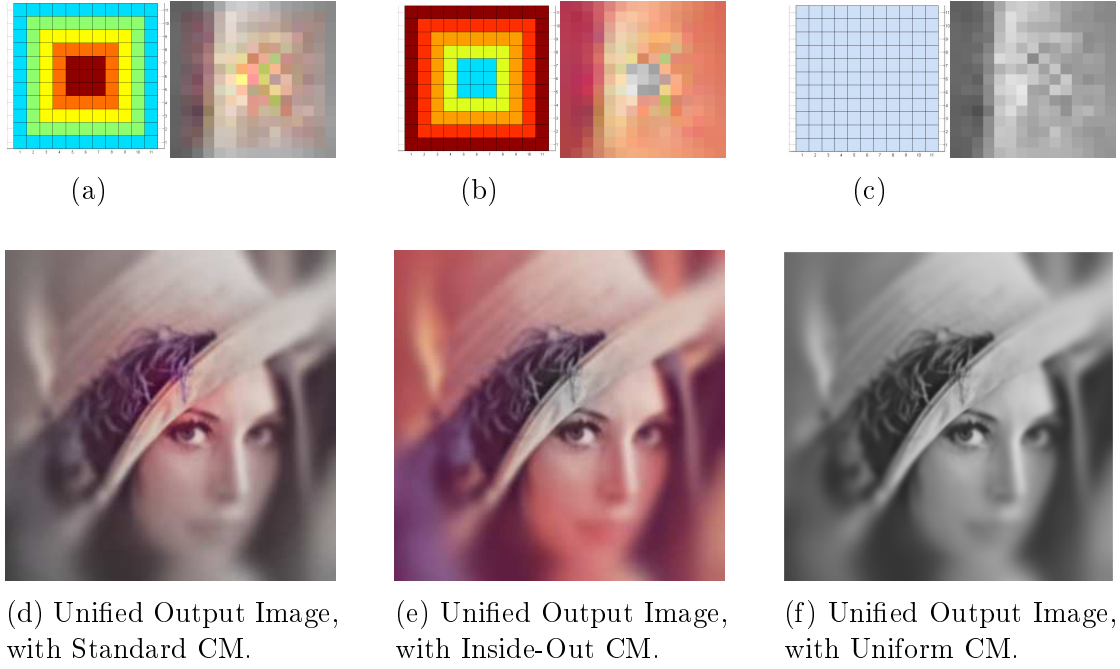 (a)
(b)
(c)
(d) Unified Output Image,
with Standard CM.
(e) Unified Output Image,
with Inside-Out CM.
(f) Unified Output Image,
with Uniform CM.